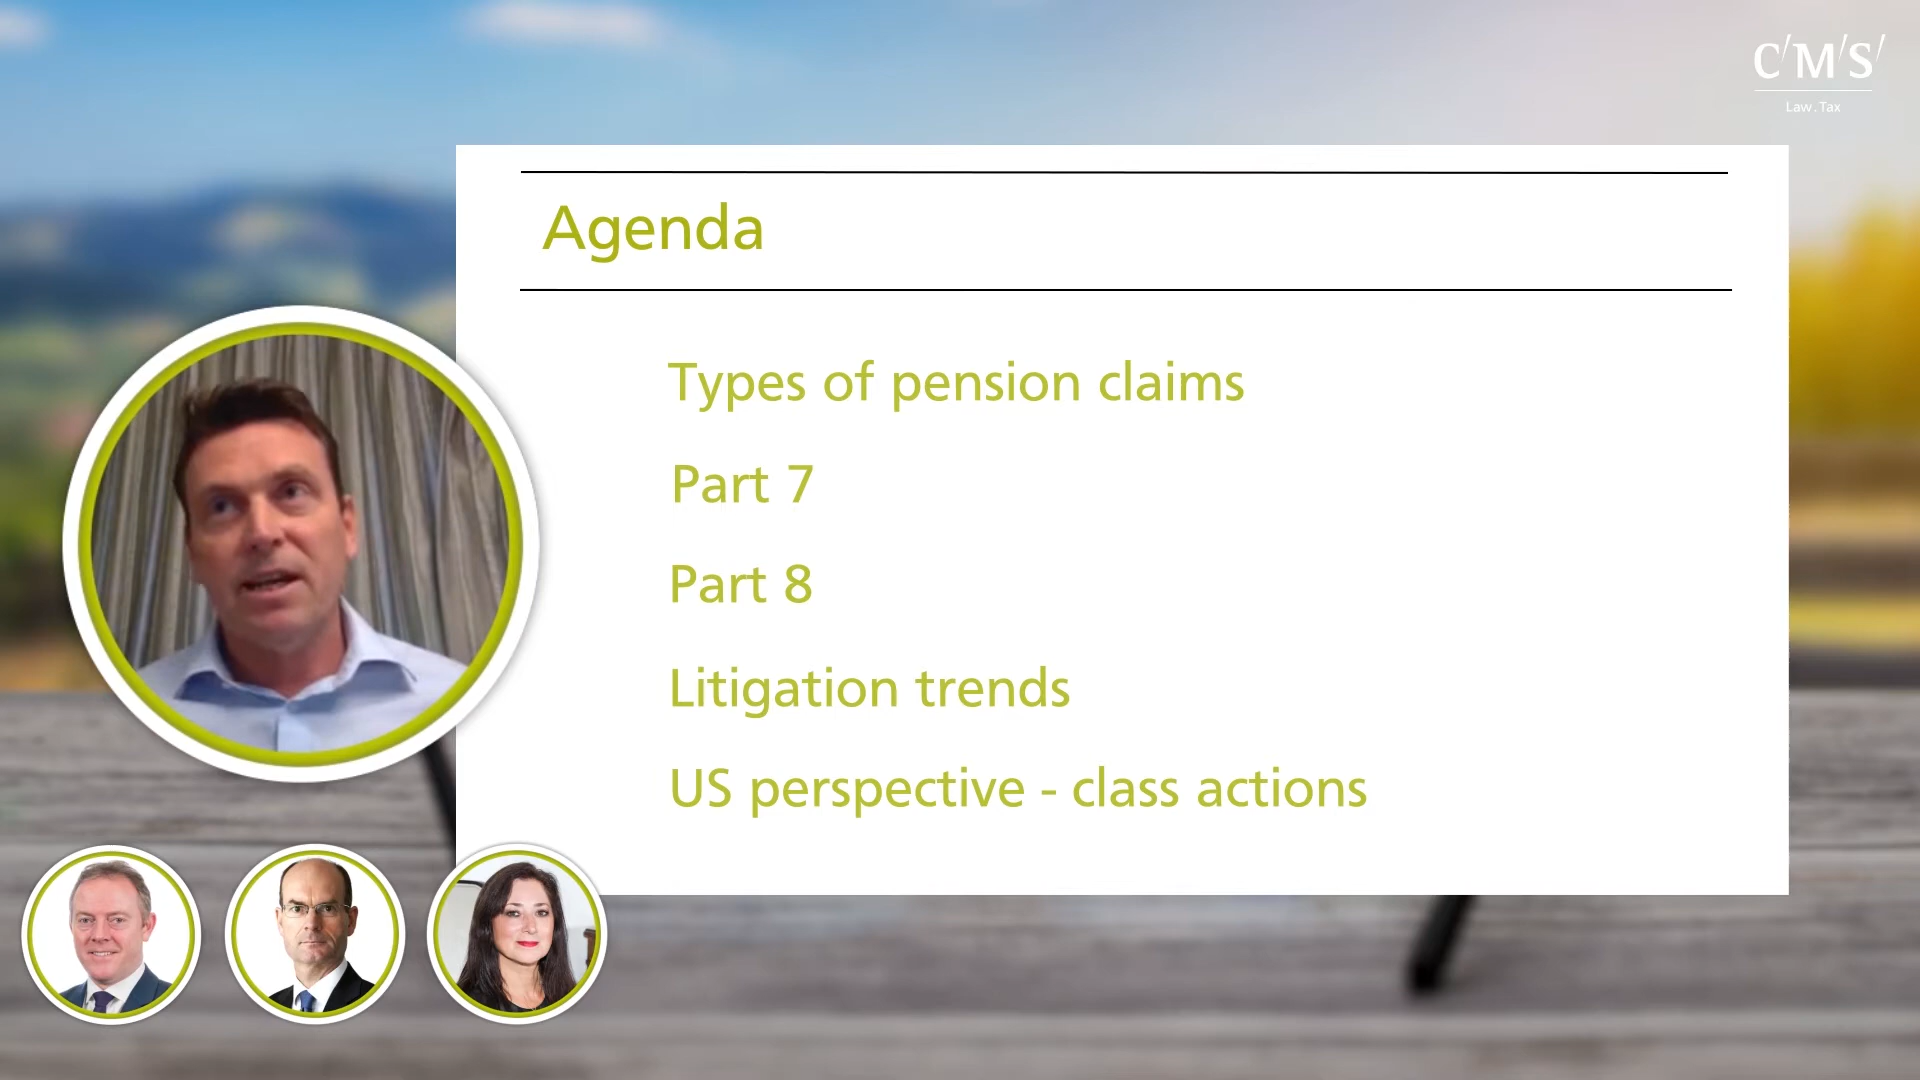 C'M'S'
Law.Tax
Agenda
Types of pension claims
Part 7
Part 8
Litigation trends
US perspective - class actions